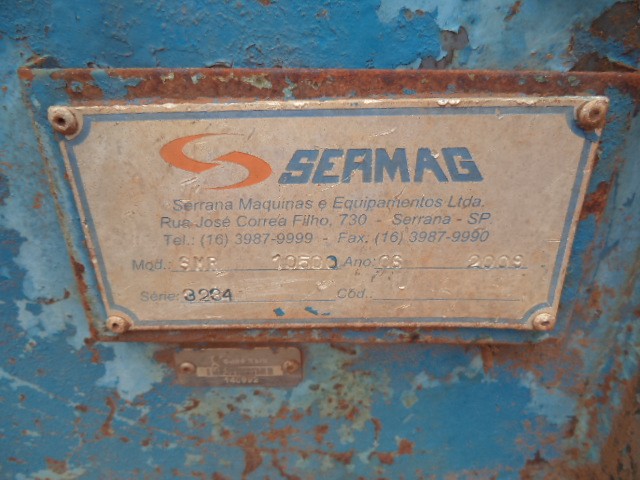 SERMAG
Serrana Maquinas e Equipamentos Ltda.
Rua José Correa Filho, 730 - Serrana - SP
Tel.: (16) 3987-9999 - Fax. (16) 3987-9990
Mod.: SMR 10500 Ano: 2009
Série: 3294 Cód.: